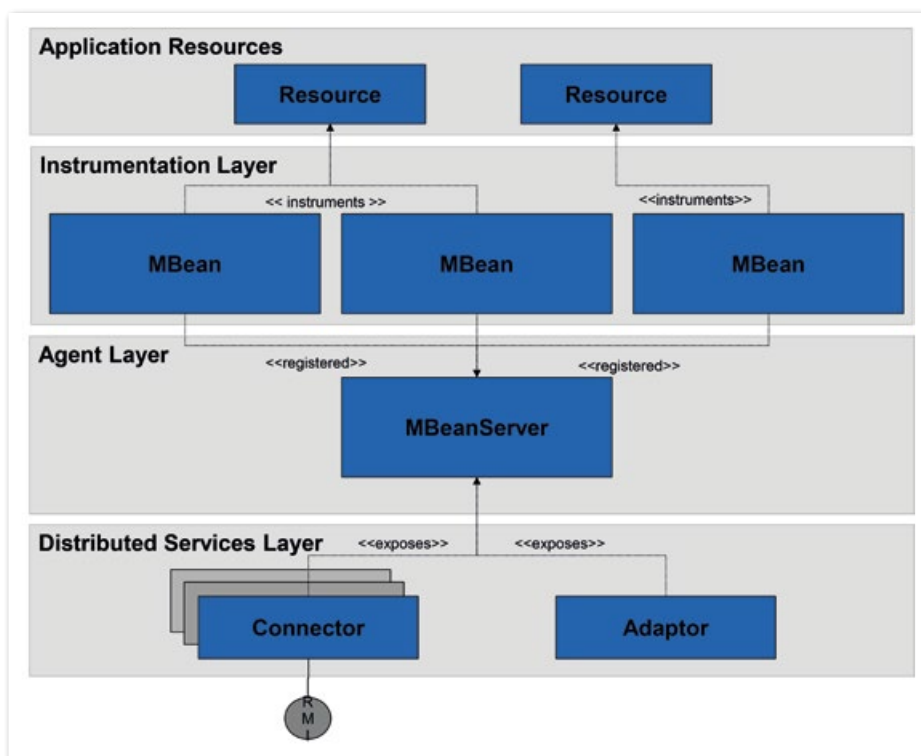 Application Resources
Resource
Resource
Instrumentation Layer
<< instruments >>
<<instruments>>
MBean
MBean
MBean
Agent Layer
<<registered>>
<<registered>>
MBeanServer
Distributed Services Layer
<<exposes>>
<<exposes>>
Connector
Adaptor
R
M
I